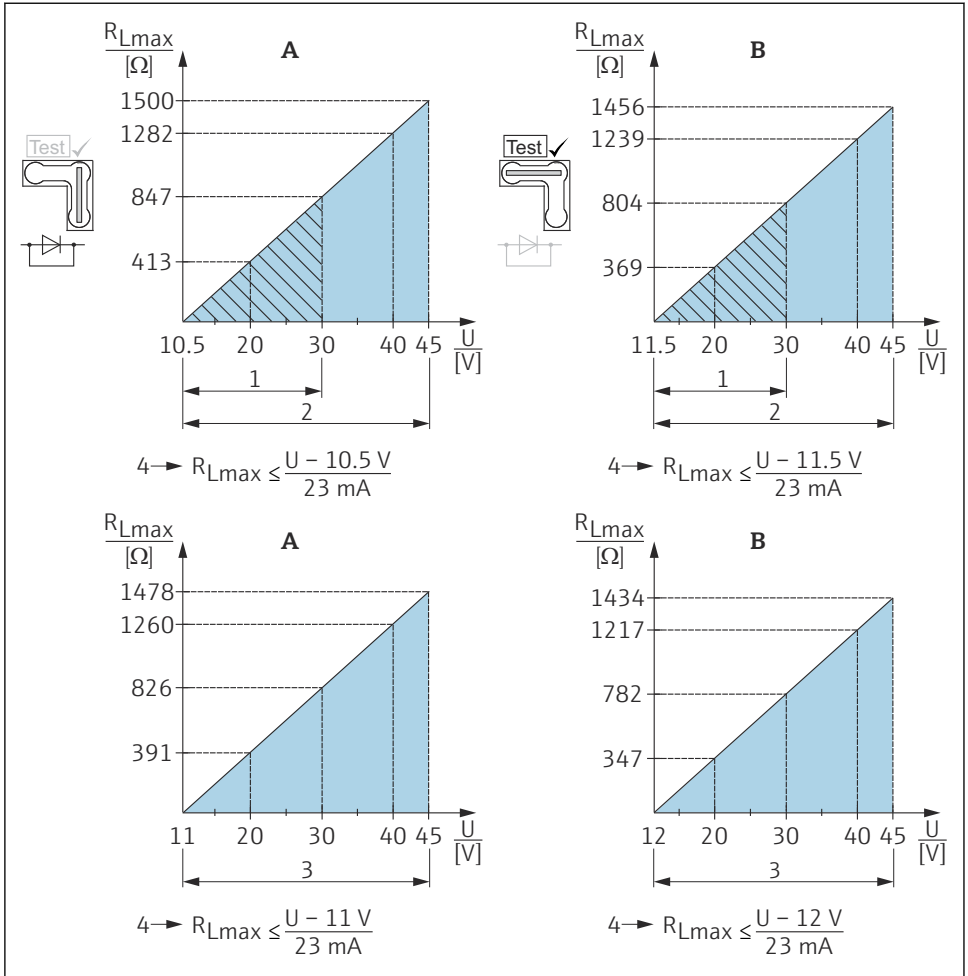 RLmax
[Ω]
A
1500
1282
847
413
Test
10.5 20 30 40 45 U
[V]
1
2
4 RLmax ≤ U – 10.5 V
23 mA
RLmax
[Ω]
B
1456
1239
804
369
Test
11.5 20 30 40 45 U
[V]
1
2
4 RLmax ≤ U – 11.5 V
23 mA
RLmax
[Ω]
A
1478
1260
826
391
11 20 30 40 45 U
[V]
3
4 RLmax ≤ U – 11 V
23 mA
RLmax
[Ω]
B
1434
1217
782
347
12 20 30 40 45 U
[V]
3
4 RLmax ≤ U – 12 V
23 mA